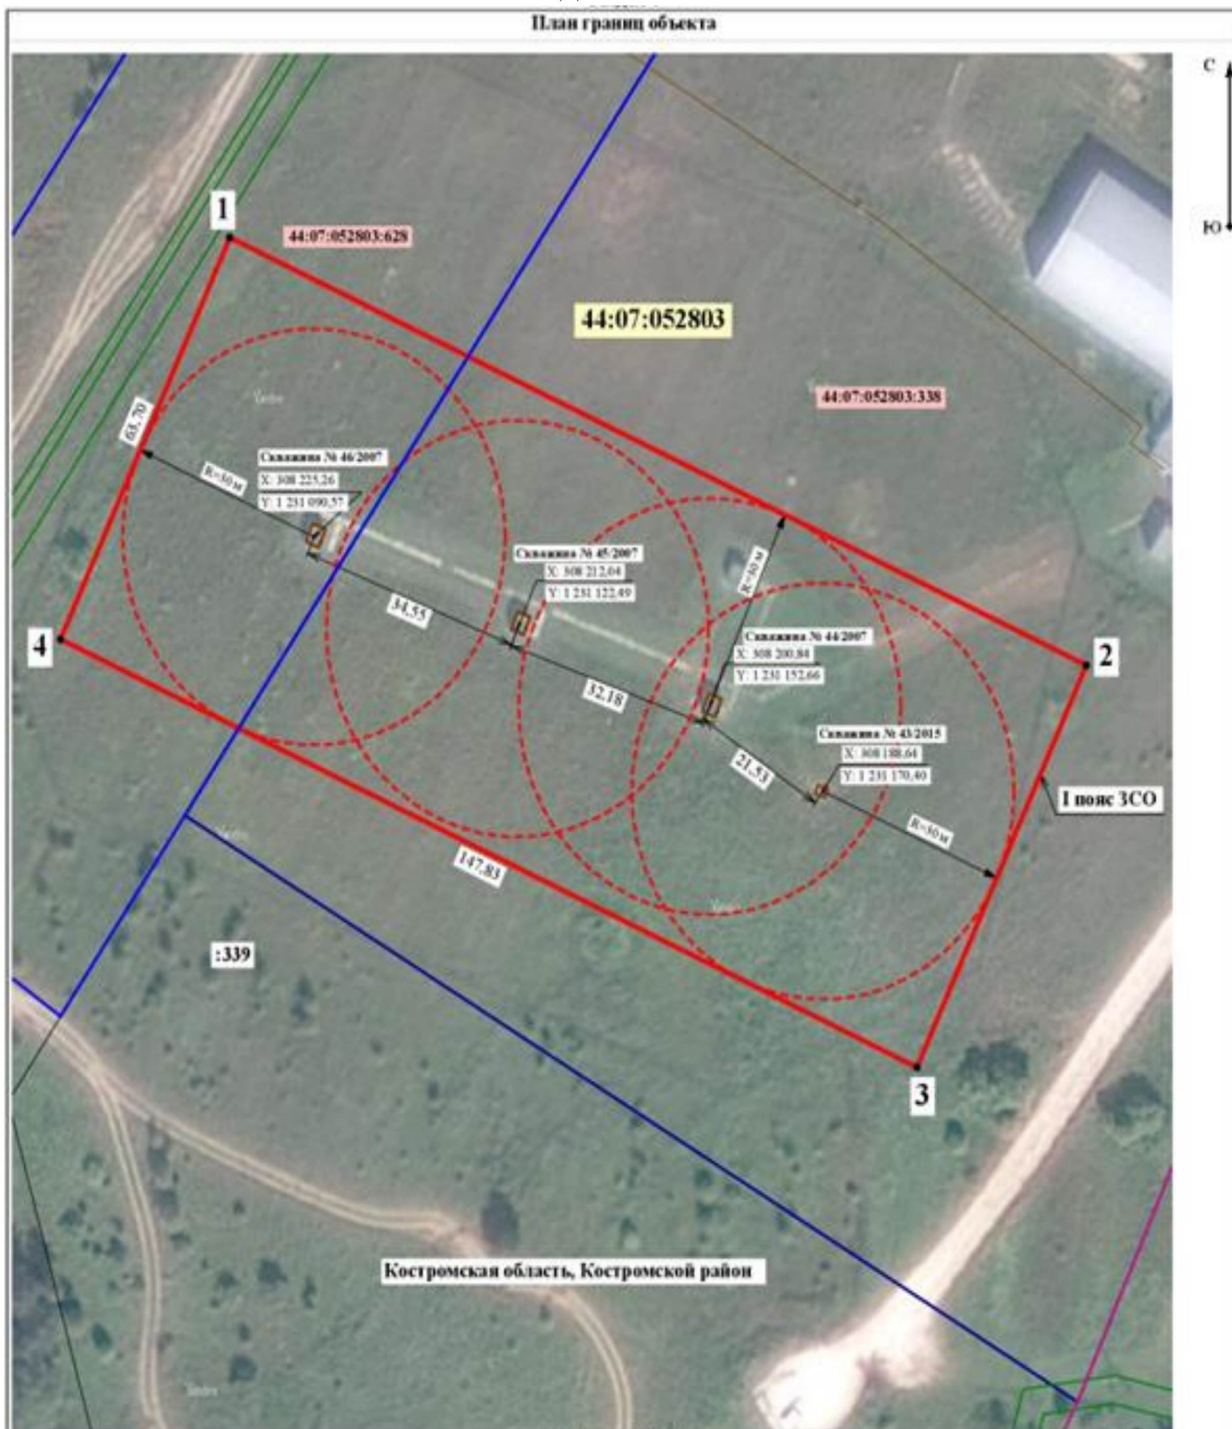 План границ объекта
С
Ю
1
44:07:052803:628
44:07:052803
44:07:052803:338
63,70
R=30 м
Скважина № 46/2007
X: 308 225,26
Y: 1 231 090,57
Скважина № 45/2007
X: 308 212,04
Y: 1 231 122,49
R=30 м
34,55
Скважина № 44/2007
X: 308 200,84
Y: 1 231 152,66
4
2
32,18
Скважина № 43/2015
X: 308 188,64
Y: 1 231 170,40
21,53
I пояс ЗСО
R=30 м
147,83
Yandex
:339
3
Костромская область, Костромской район